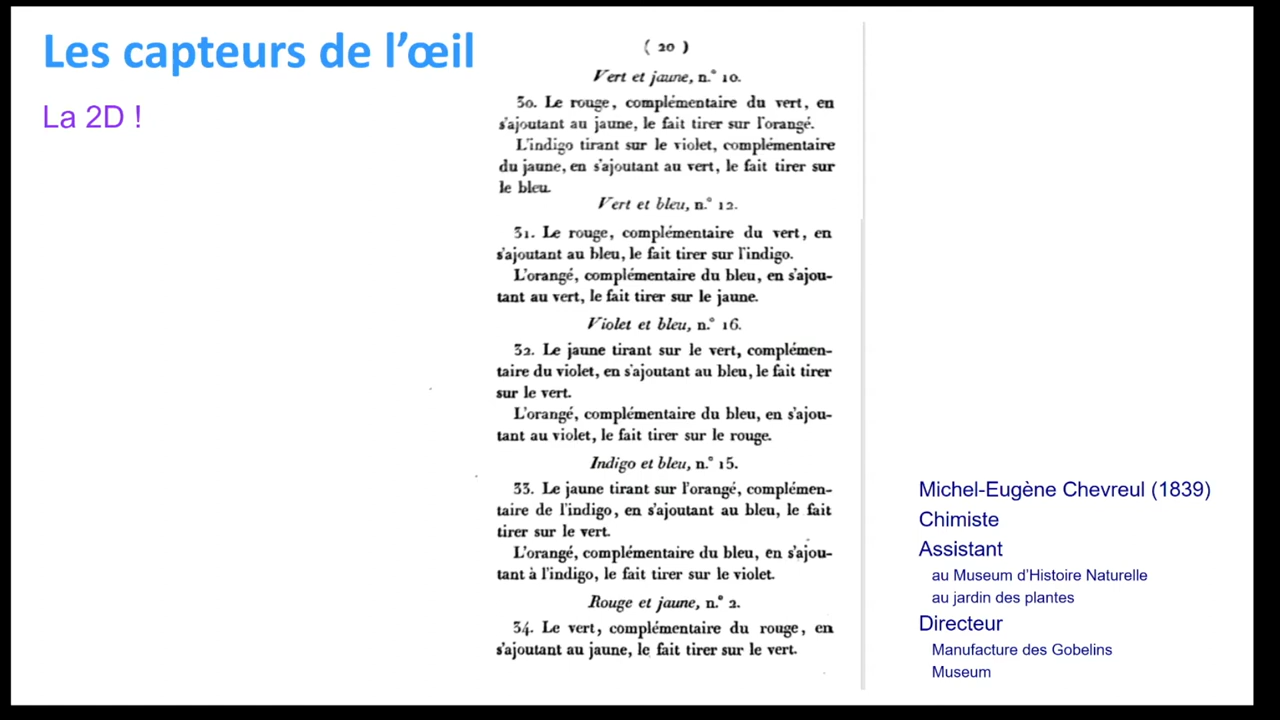 Les capteurs de l'œil
La 2D !
( 20 )
Vert et jaune, n.° 10.
30. Le rouge, complémentaire du vert, en
s'ajoutant au jaune, le fait tirer sur l'orangé.
L'indigo tirant sur le violet, complémentaire
du jaune, en s'ajoutant au vert, le fait tirer sur
le bleu.
Vert et bleu, n.° 12.
31. Le rouge, complémentaire du vert, en
s'ajoutant au bleu, le fait tirer sur l'indigo.
L'orangé, complémentaire du bleu, en s'ajou-
tant au vert, le fait tirer sur le jaune.
Violet et bleu, n.° 16.
32. Le jaune tirant sur le vert, complémen-
taire du violet, en s'ajoutant au bleu, le fait tirer
sur le vert.
L'orangé, complémentaire du bleu, en s'ajou-
tant au violet, le fait tirer sur le rouge.
Indigo et bleu, n.° 15.
33. Le jaune tirant sur l'orangé, complémen-
taire de l'indigo, en s'ajoutant au bleu, le fait
tirer sur le vert.
L'orangé, complémentaire du bleu, en s'ajou-
tant à l'indigo, le fait tirer sur le violet.
Rouge et jaune, n.° 2.
34. Le vert, complémentaire du rouge, en
s'ajoutant au jaune, le fait tirer sur le vert.
Michel-Eugène Chevreul (1839)
Chimiste
Assistant
au Museum d'Histoire Naturelle
au jardin des plantes
Directeur
Manufacture des Gobelins
Museum